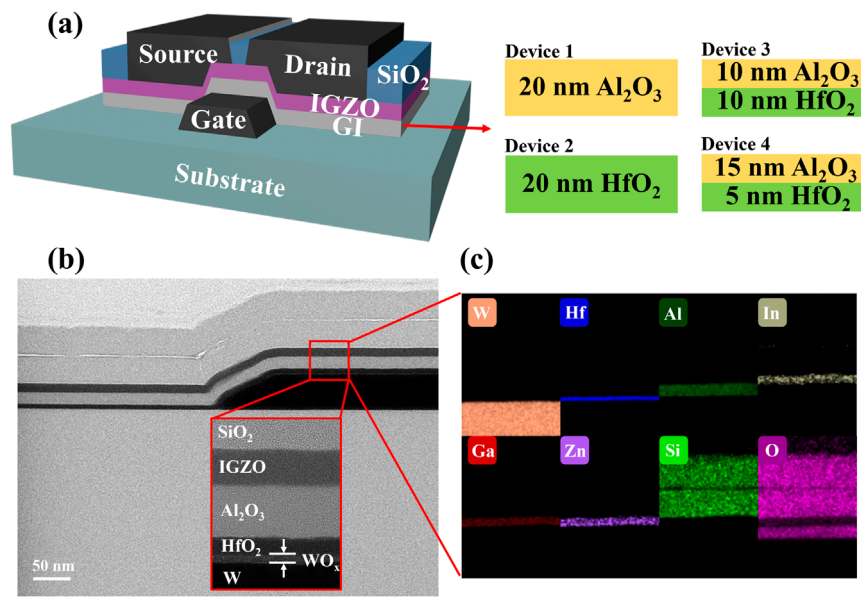 (a)
Source
Drain
SiO₂
IGZO
GI
Gate
Substrate
Device 1
20 nm Al₂O₃
Device 2
20 nm HfO₂
Device 3
10 nm Al₂O₃
10 nm HfO₂
Device 4
15 nm Al₂O₃
5 nm HfO₂
(b)
SiO₂
IGZO
Al₂O₃
HfO₂
WOₓ
W
50 nm
(c)
W
Hf
Al
In
Ga
Zn
Si
O